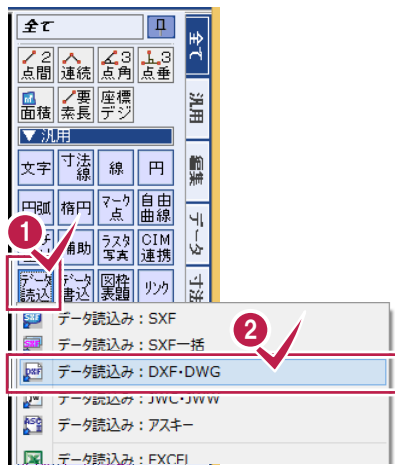 全て
2点間 連続 3点角 3点垂
面積 要素長 座標デジ
▼ 汎用
文字 寸法線 線 円
円弧 楕円 マーク点 自由曲線
補助 ラスタ写真 CIM連携
データ読込 データ書込 図枠表題 リンク
全て
汎用
編集
データ
寸法
1
2
データ読込み：SXF
データ読込み：SXF一括
データ読込み：DXF・DWG
データ読込み：JWC・JWW
データ読込み：アスキー
データ読込み：EXCEL